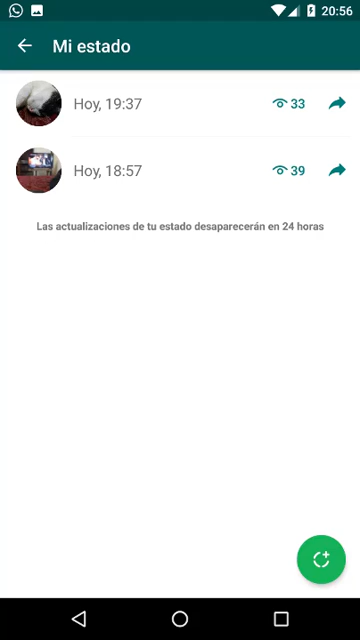 20:56
Mi estado
Hoy, 19:37 33
Hoy, 18:57 39
Las actualizaciones de tu estado desaparecerán en 24 horas